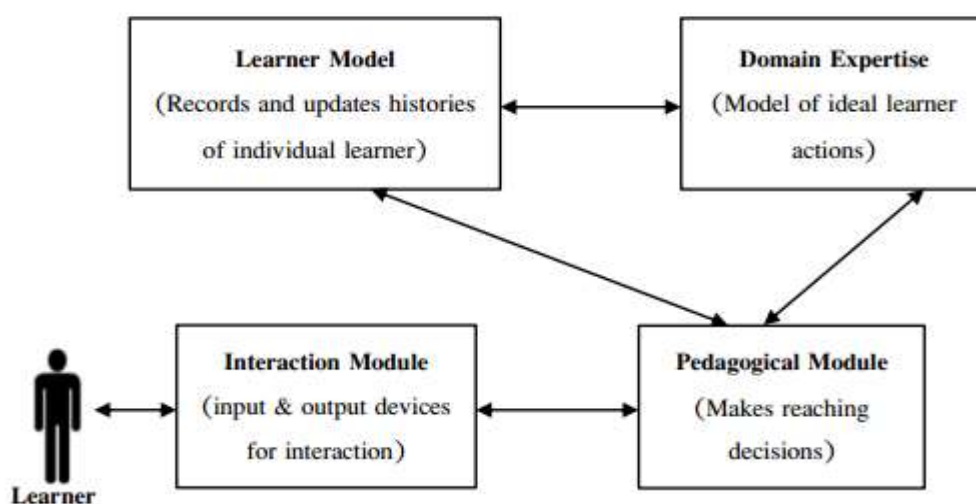 Learner Model
(Records and updates histories
of individual learner)
Domain Expertise
(Model of ideal learner
actions)
Interaction Module
(input & output devices
for interaction)
Pedagogical Module
(Makes reaching
decisions)
Learner